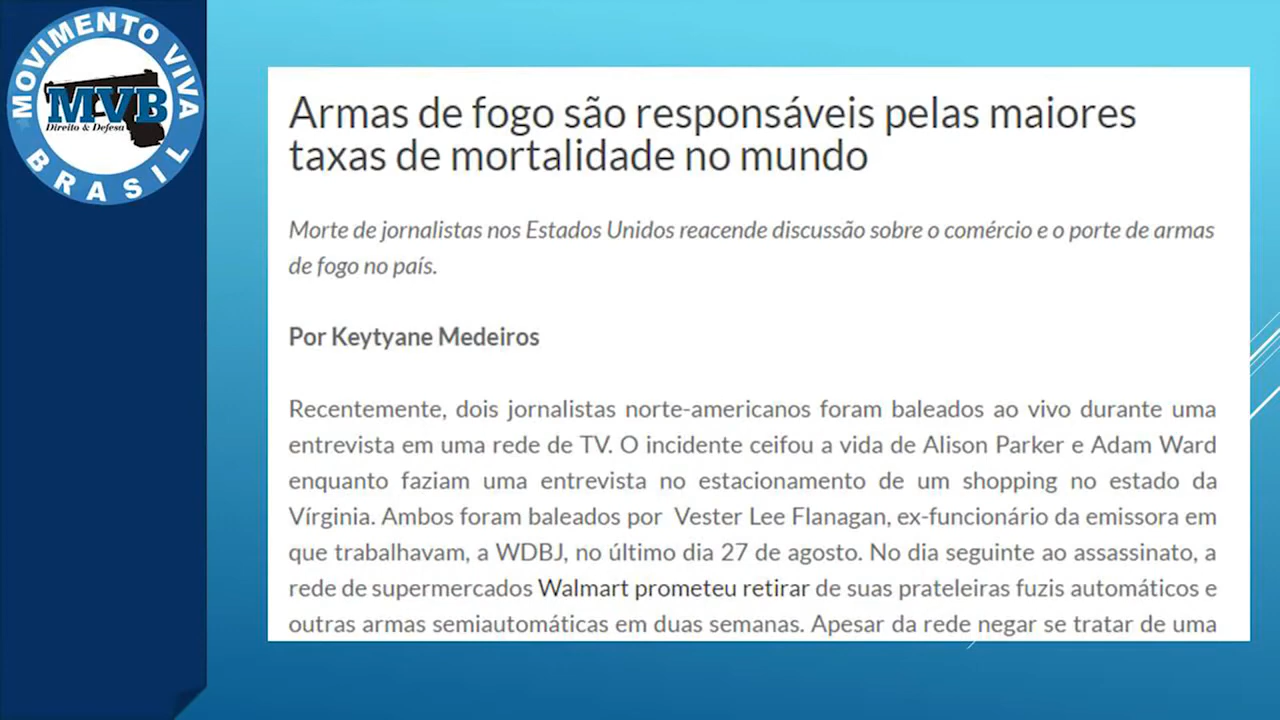 MOVIMENTO VIVA
MVB
Direito & Defesa
BRASIL
Armas de fogo são responsáveis pelas maiores
taxas de mortalidade no mundo
Morte de jornalistas nos Estados Unidos reacende discussão sobre o comércio e o porte de armas
de fogo no país.
Por Keytyane Medeiros
Recentemente, dois jornalistas norte-americanos foram baleados ao vivo durante uma
entrevista em uma rede de TV. O incidente ceifou a vida de Alison Parker e Adam Ward
enquanto faziam uma entrevista no estacionamento de um shopping no estado da
Vírginia. Ambos foram baleados por Vester Lee Flanagan, ex-funcionário da emissora em
que trabalhavam, a WDBJ, no último dia 27 de agosto. No dia seguinte ao assassinato, a
rede de supermercados Walmart prometeu retirar de suas prateleiras fuzis automáticos e
outras armas semiautomáticas em duas semanas. Apesar da rede negar se tratar de uma